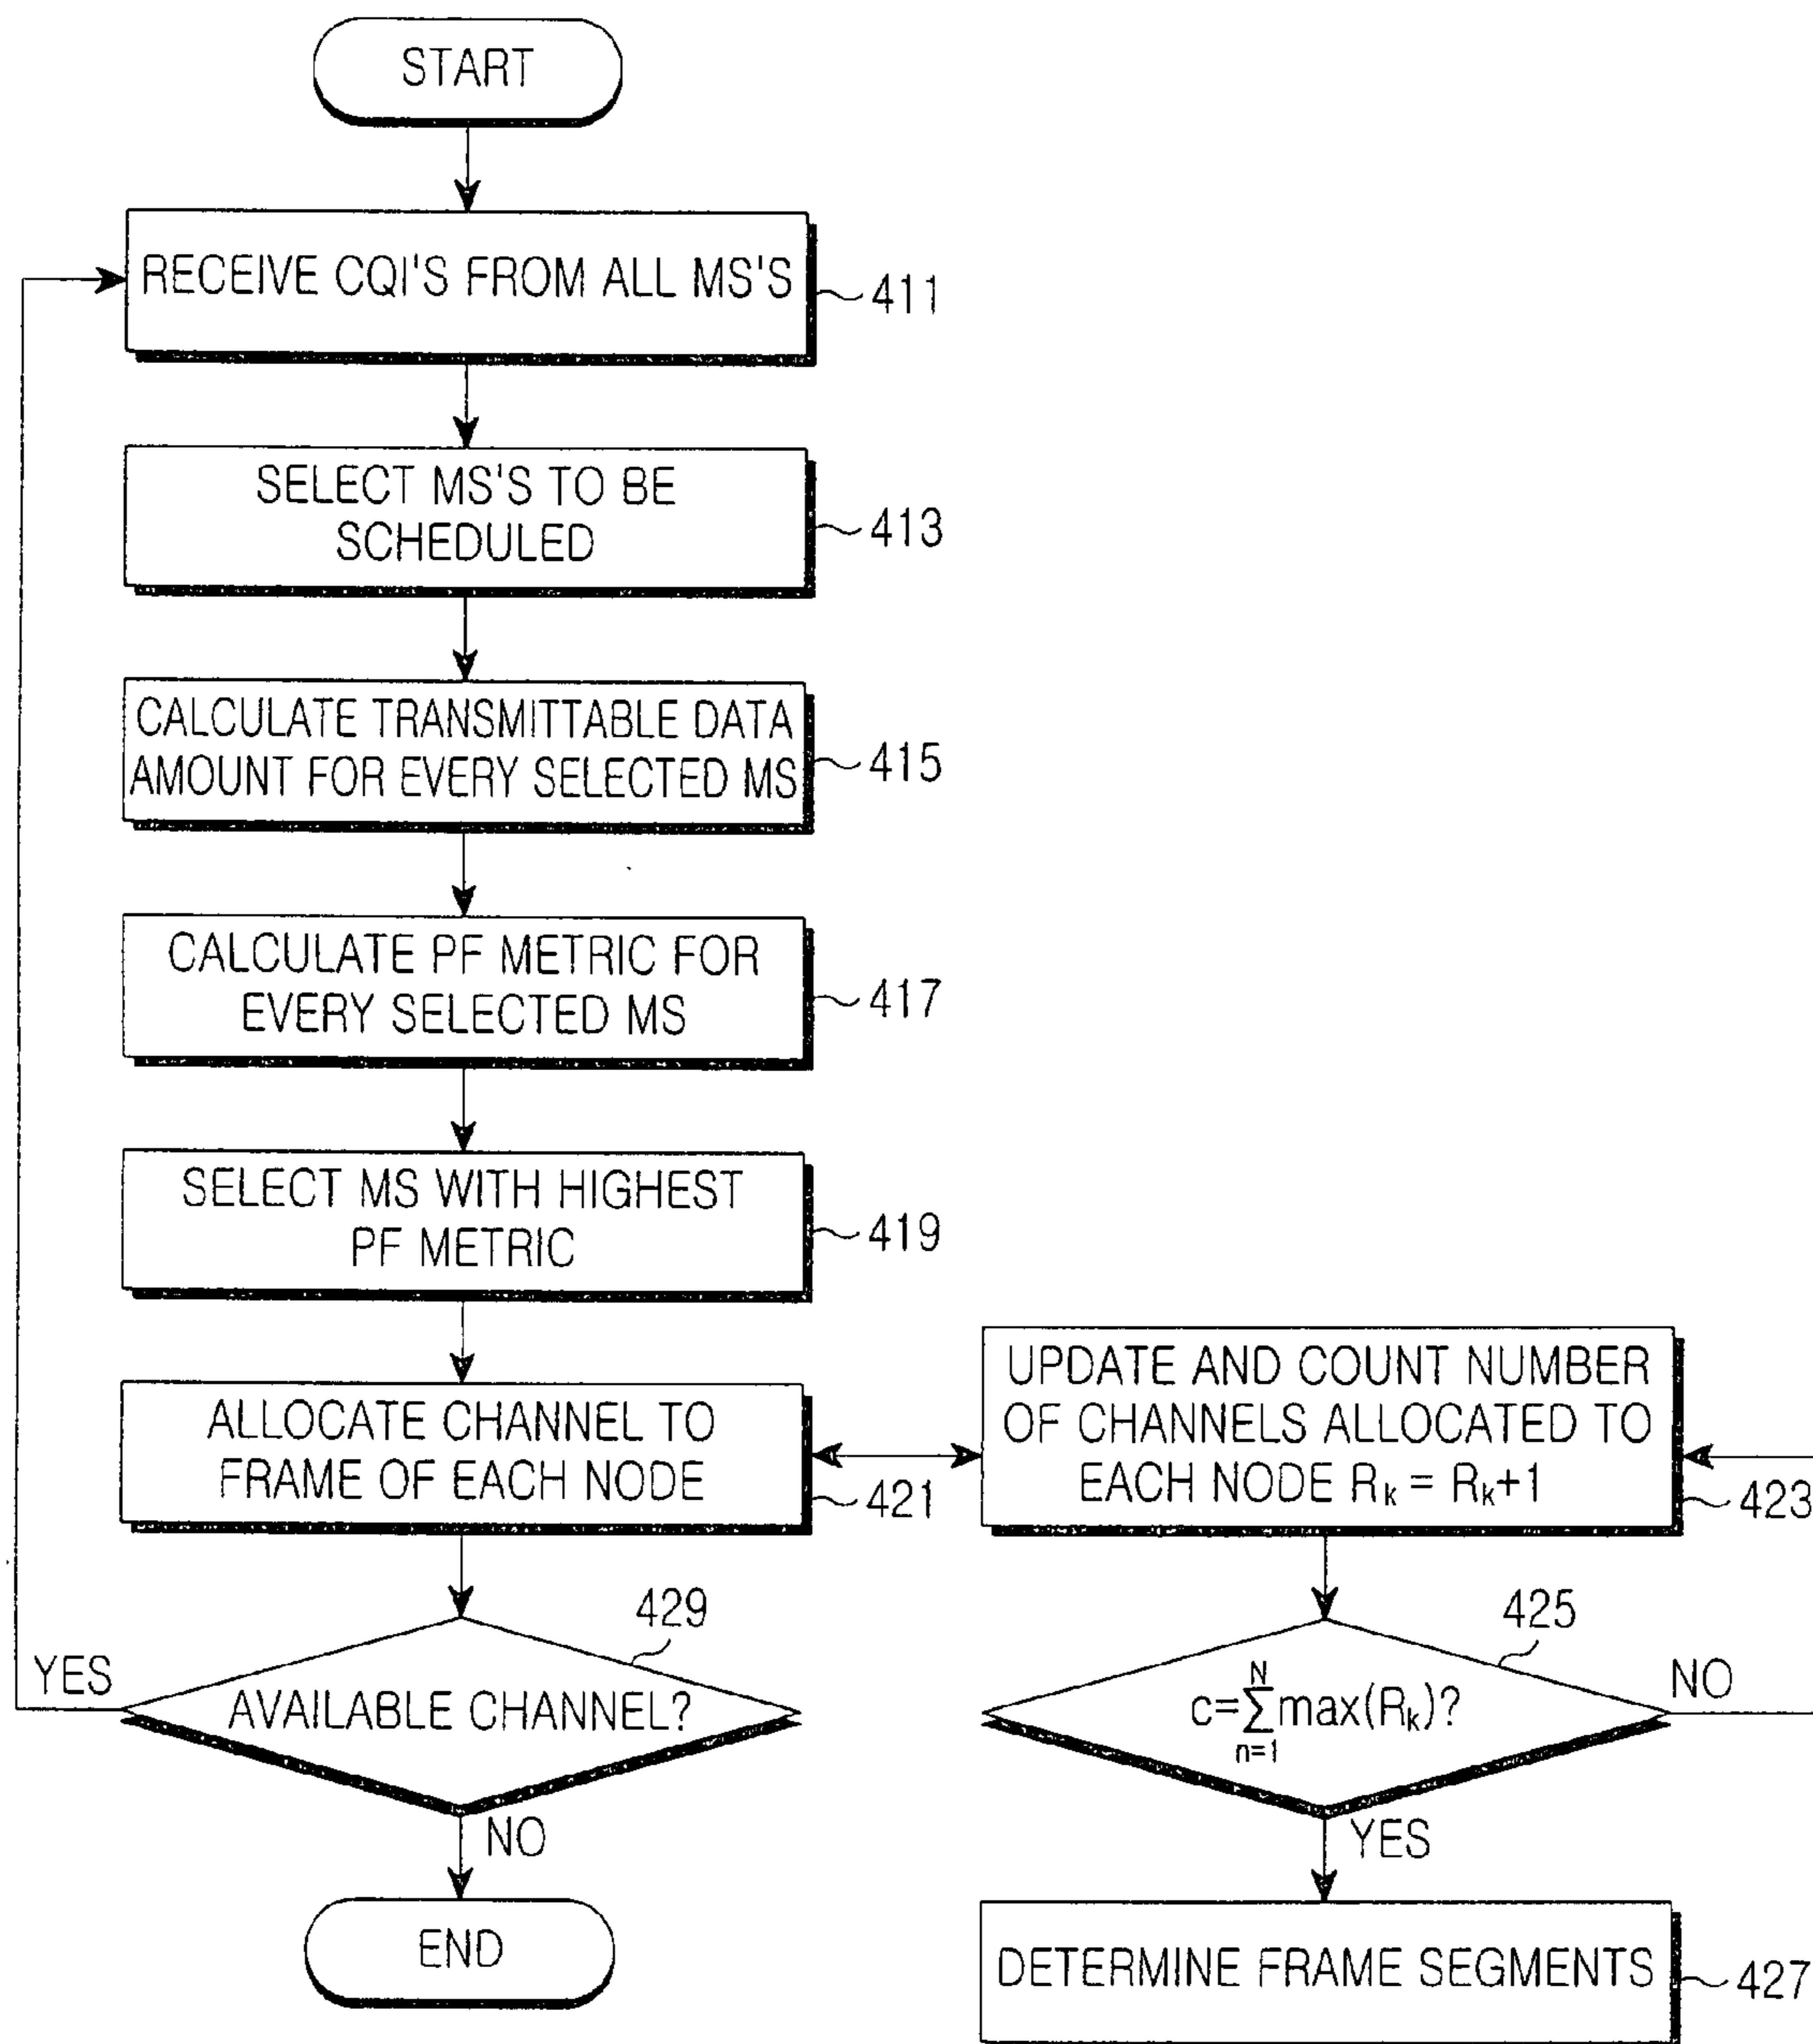 START
RECEIVE CQI'S FROM ALL MS'S
411
SELECT MS'S TO BE
SCHEDULED
413
CALCULATE TRANSMITTABLE DATA
AMOUNT FOR EVERY SELECTED MS
415
CALCULATE PF METRIC FOR
EVERY SELECTED MS
417
SELECT MS WITH HIGHEST
PF METRIC
419
ALLOCATE CHANNEL TO
FRAME OF EACH NODE
421
UPDATE AND COUNT NUMBER
OF CHANNELS ALLOCATED TO
EACH NODE Rk = Rk+1
423
429
YES
AVAILABLE CHANNEL?
NO
END
425
c=∑_{n=1}^{N} max(Rk)?
NO
YES
DETERMINE FRAME SEGMENTS
427